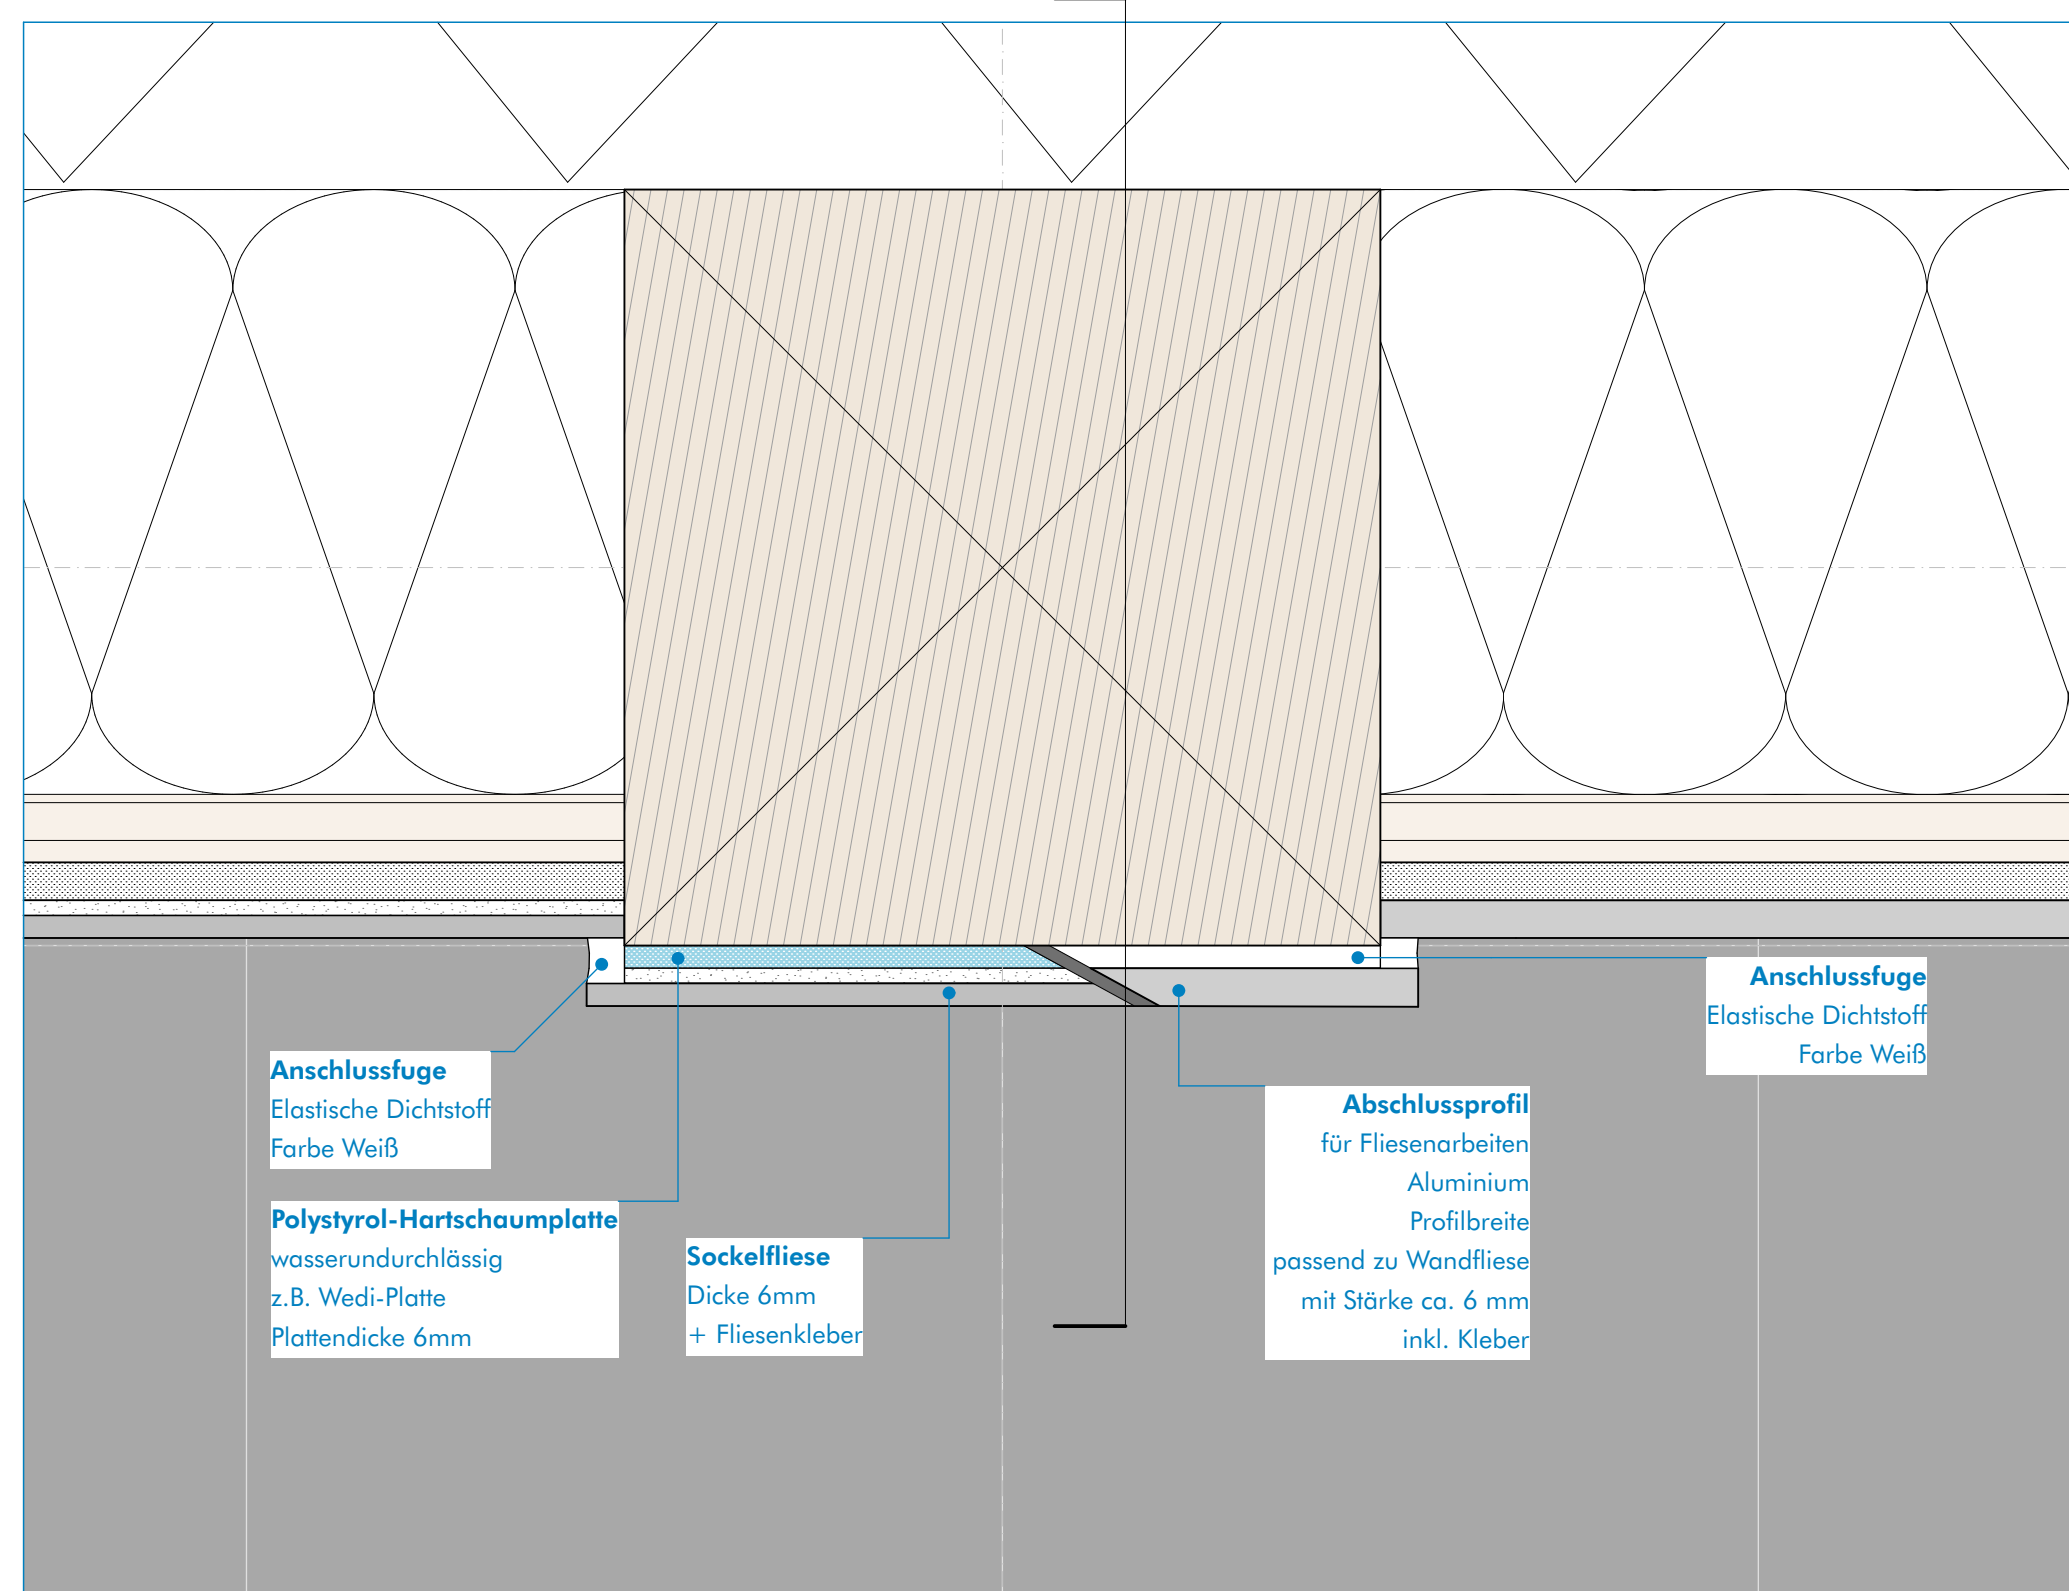 Anschlussfuge
Elastische Dichtstoff
Farbe Weiß
Polystyrol-Hartschaumplatte
wasserundurchlässig
z.B. Wedi-Platte
Plattendicke 6mm
Sockelfliese
Dicke 6mm
+ Fliesenkleber
Abschlussprofil
für Fliesenarbeiten
Aluminium
Profilbreite
passend zu Wandfliese
mit Stärke ca. 6 mm
inkl. Kleber
Anschlussfuge
Elastische Dichtstoff
Farbe Weiß